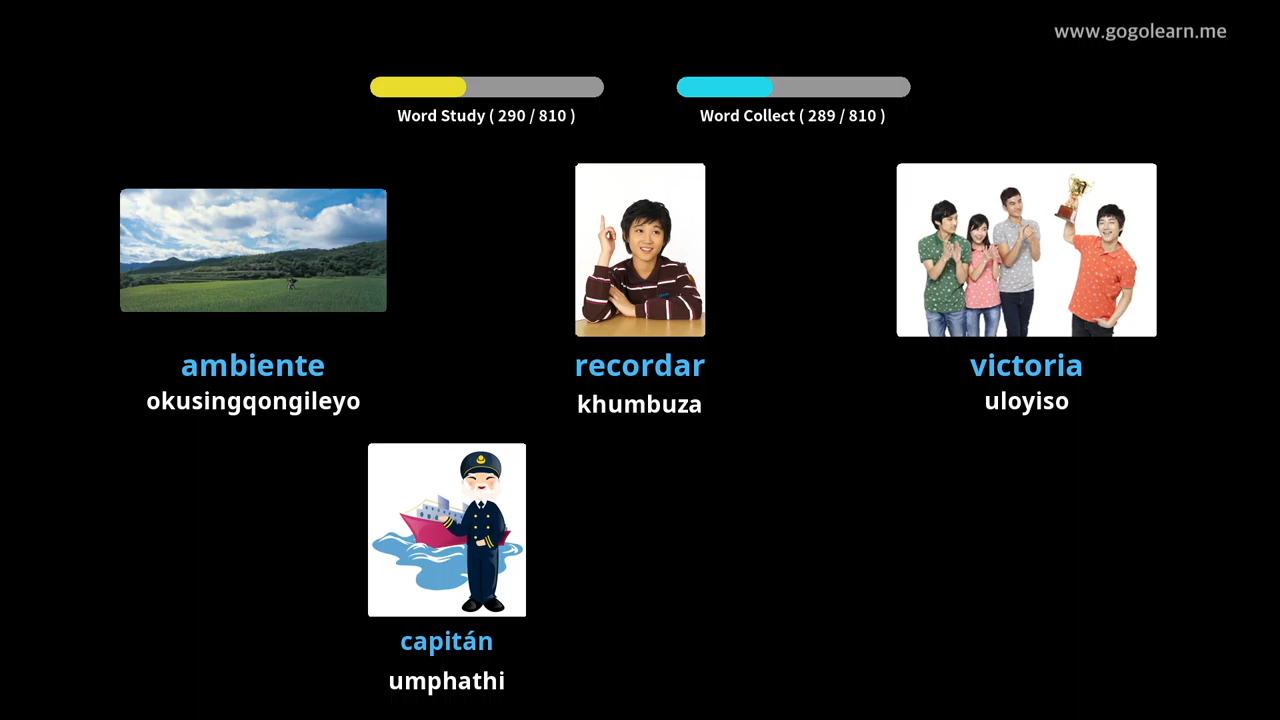 www.gogolearn.me
Word Study ( 290 / 810 )
Word Collect ( 289 / 810 )
ambiente
okusingqongileyo
recordar
khumbuza
victoria
uloyiso
capitán
umphathi